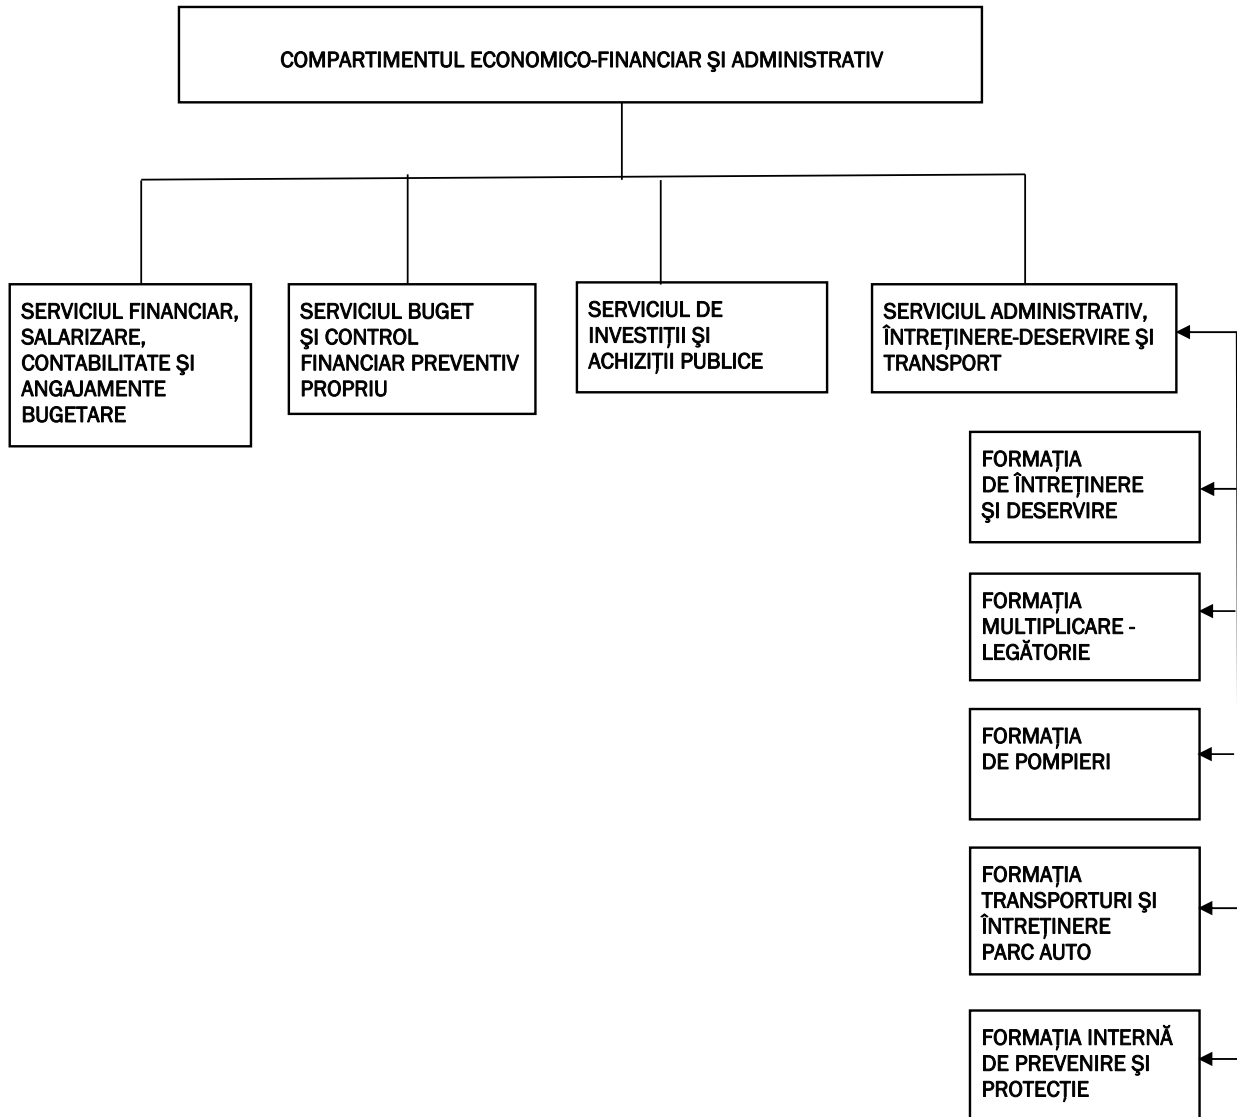 COMPARTIMENTUL ECONOMICO-FINANCIAR ŞI ADMINISTRATIV
SERVICIUL FINANCIAR,
SALARIZARE,
CONTABILITATE ŞI
ANGAJAMENTE
BUGETARE
SERVICIUL BUGET
ŞI CONTROL
FINANCIAR PREVENTIV
PROPRIU
SERVICIUL DE
INVESTIŢII ŞI
ACHIZIŢII PUBLICE
SERVICIUL ADMINISTRATIV,
ÎNTREŢINERE-DESERVIRE ŞI
TRANSPORT
FORMAŢIA
DE ÎNTREŢINERE
ŞI DESERVIRE
FORMAŢIA
MULTIPLICARE -
LEGĂTORIE
FORMAŢIA
DE POMPIERI
FORMAŢIA
TRANSPORTURI ŞI
ÎNTREŢINERE
PARC AUTO
FORMAŢIA INTERNĂ
DE PREVENIRE ŞI
PROTECŢIE